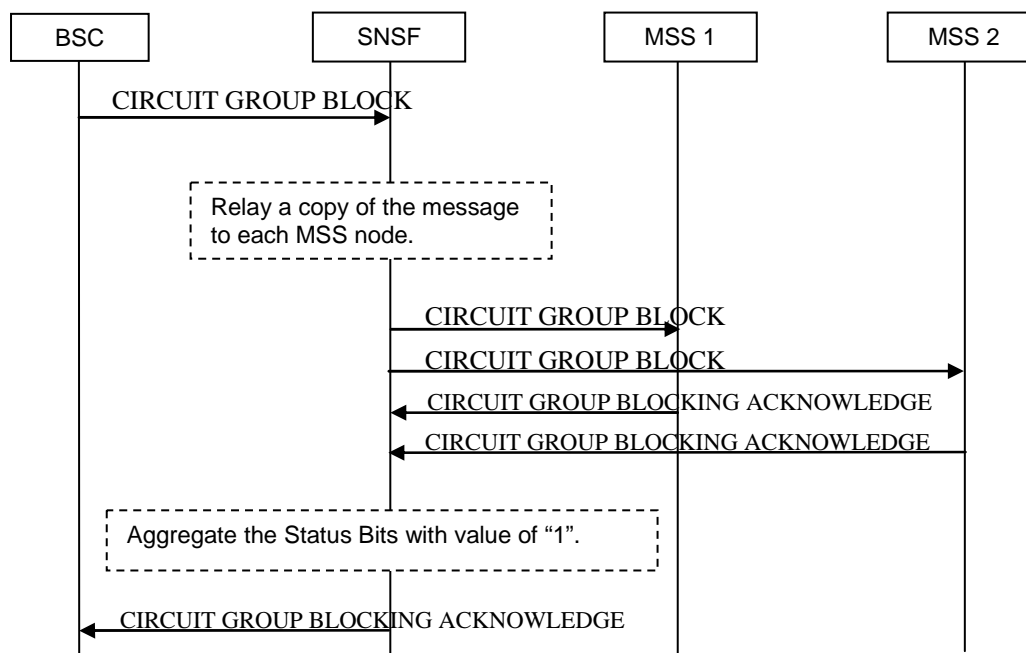 BSC
SNSF
MSS 1
MSS 2
CIRCUIT GROUP BLOCK
Relay a copy of the message
to each MSS node.
CIRCUIT GROUP BLOCK
CIRCUIT GROUP BLOCK
CIRCUIT GROUP BLOCKING ACKNOWLEDGE
CIRCUIT GROUP BLOCKING ACKNOWLEDGE
Aggregate the Status Bits with value of “1”.
CIRCUIT GROUP BLOCKING ACKNOWLEDGE